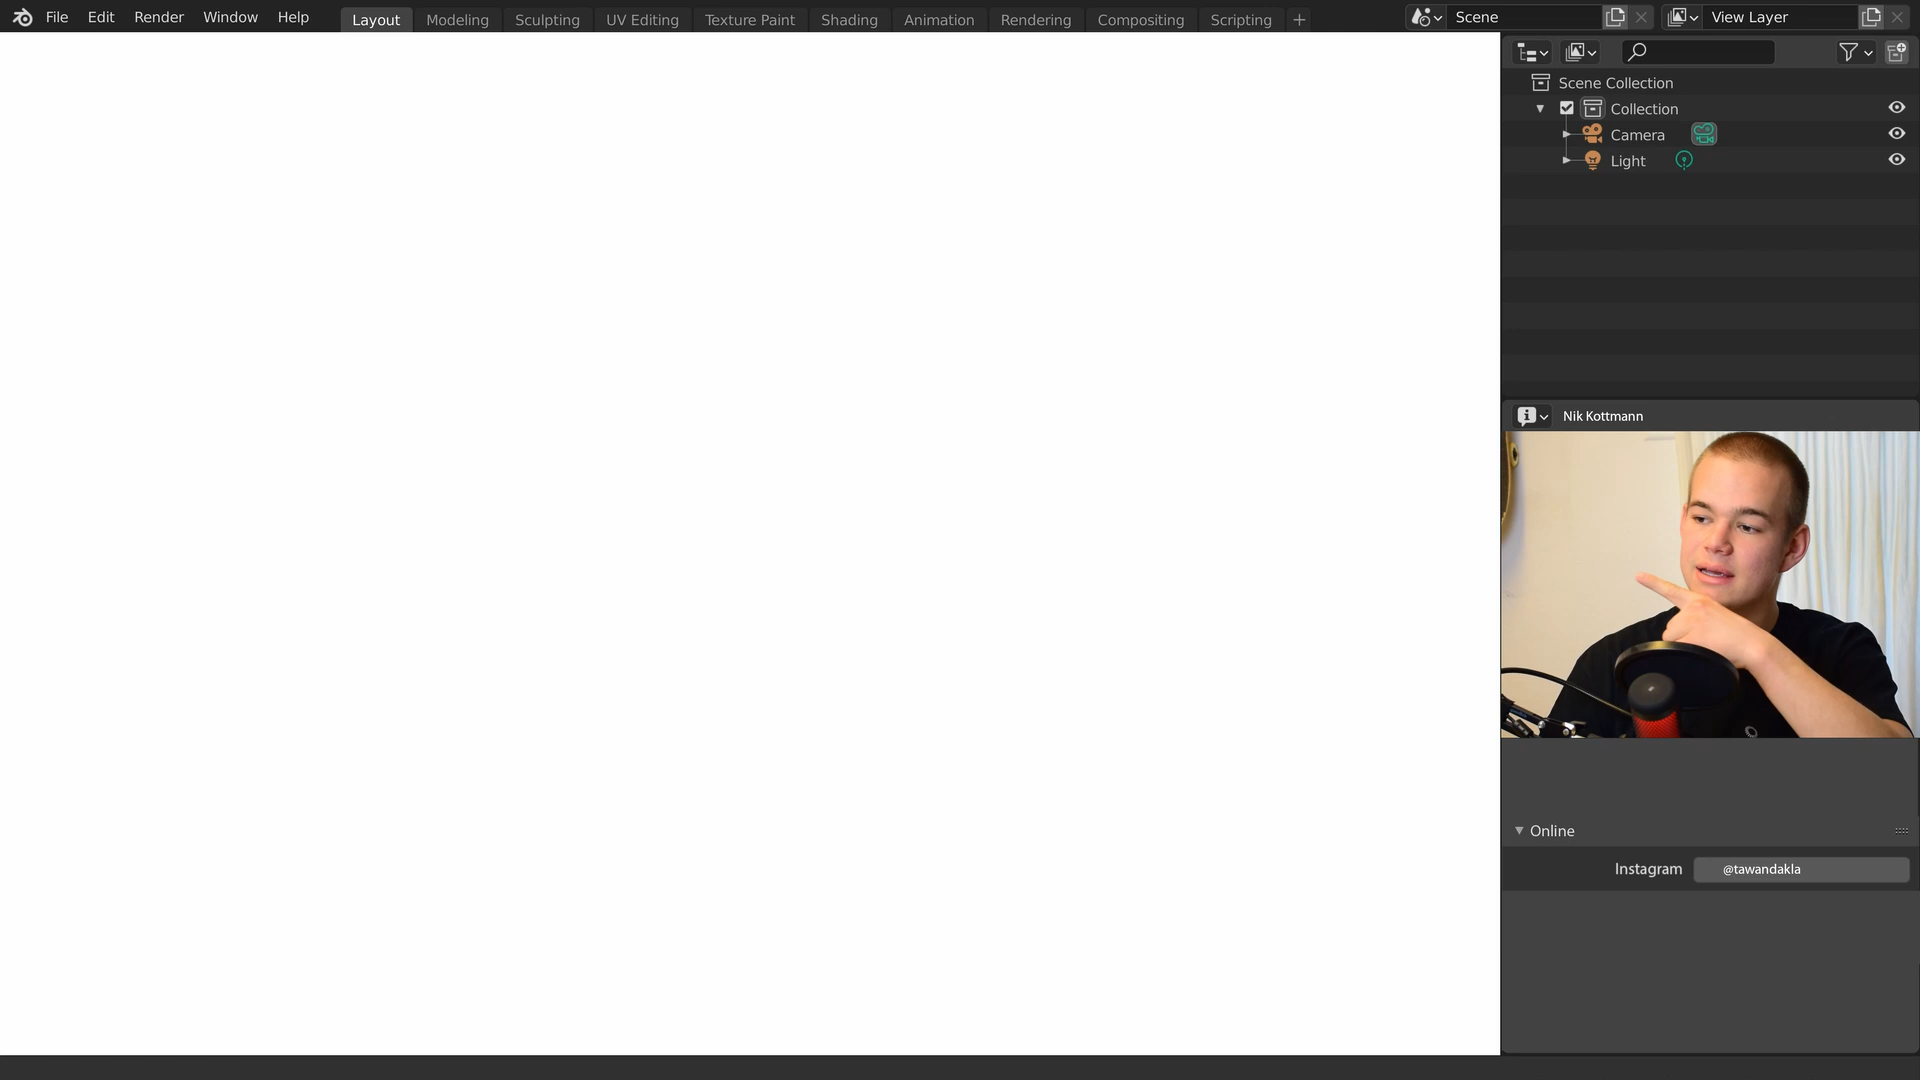 File Edit Render Window Help Layout Modeling Sculpting UV Editing Texture Paint Shading Animation Rendering Compositing Scripting + Scene View Layer
Scene Collection
Collection
Camera
Light
Nik Kottmann
Online
Instagram @tawandakla